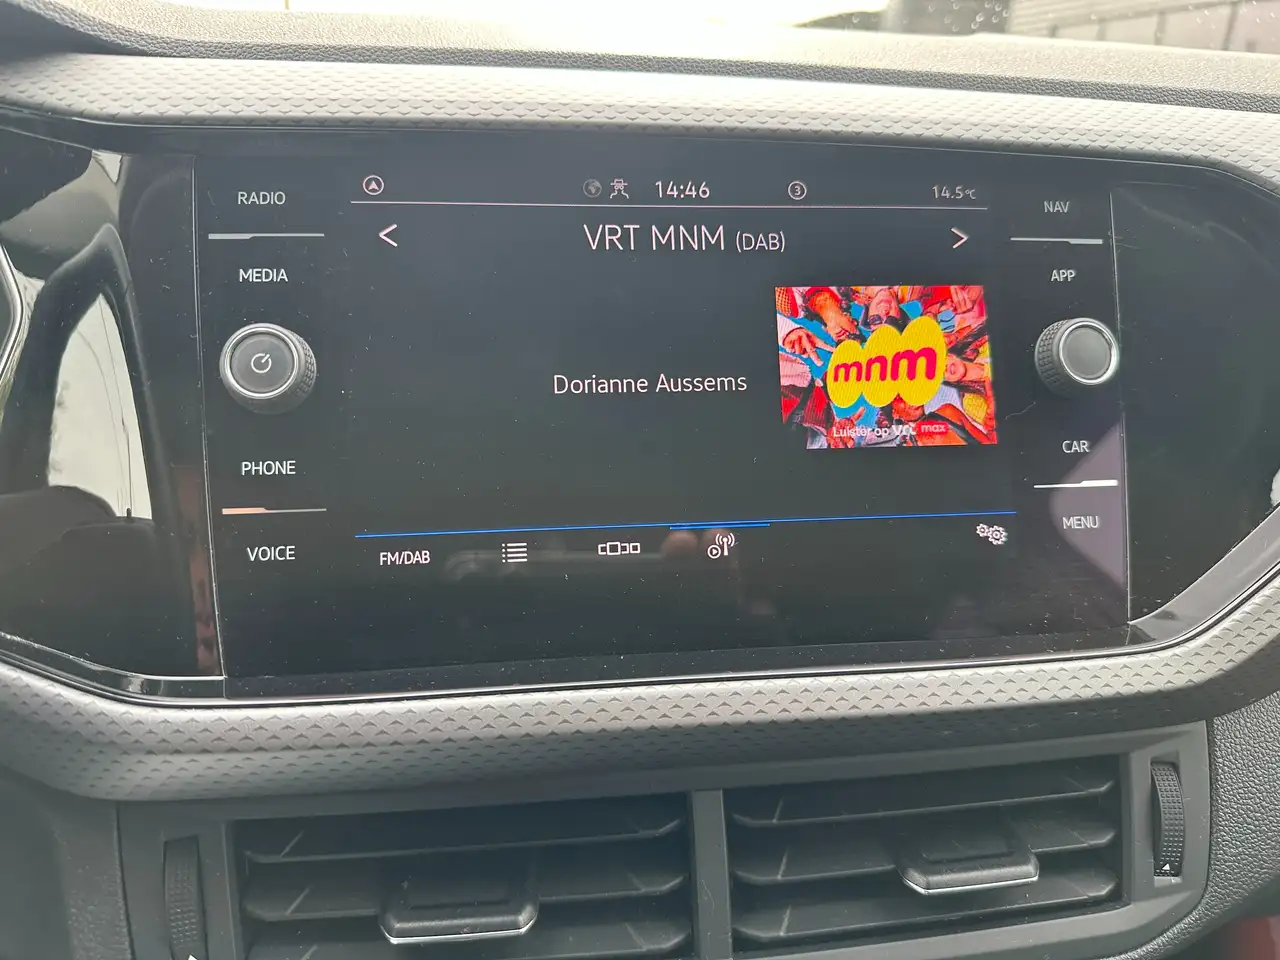 RADIO
MEDIA
PHONE
VOICE
14:46
3
14.5°C
VRT MNM (DAB)
Dorianne Aussems
mnm
Luister op vrt max
FM/DAB
NAV
APP
CAR
MENU